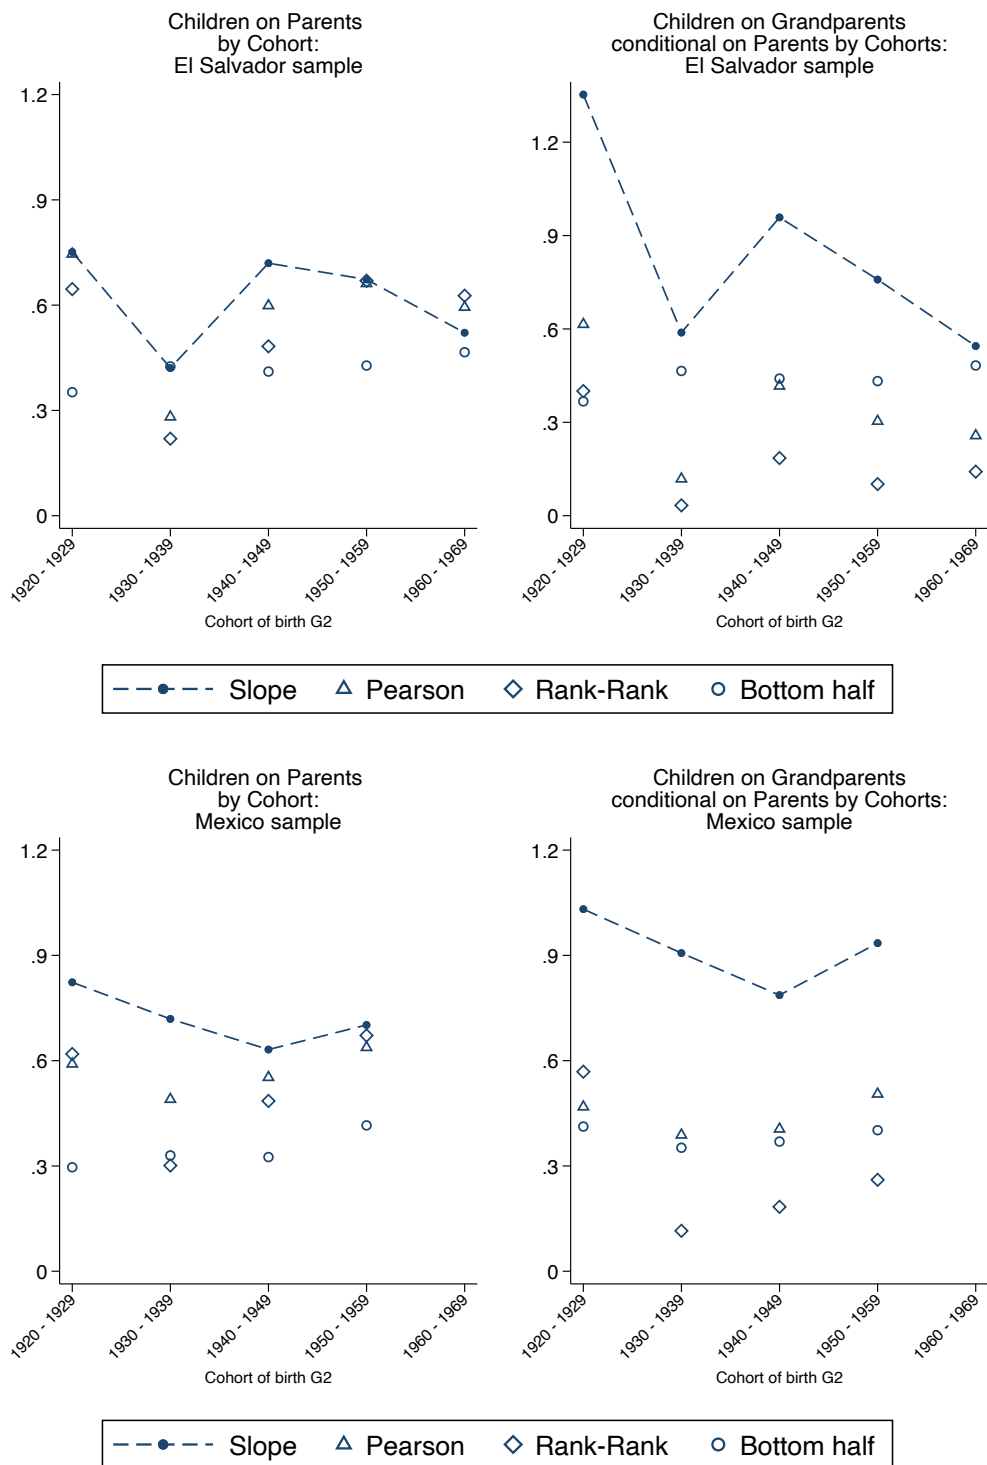 Children on Parents
by Cohort:
El Salvador sample
1.2
.9
.6
.3
0
1920 - 1929
1930 - 1939
1940 - 1949
1950 - 1959
1960 - 1969
Cohort of birth G2
Children on Grandparents
conditional on Parents by Cohorts:
El Salvador sample
1.2
.9
.6
.3
0
1920 - 1929
1930 - 1939
1940 - 1949
1950 - 1959
1960 - 1969
Cohort of birth G2
Slope Pearson Rank-Rank Bottom half
Children on Parents
by Cohort:
Mexico sample
1.2
.9
.6
.3
0
1920 - 1929
1930 - 1939
1940 - 1949
1950 - 1959
1960 - 1969
Cohort of birth G2
Children on Grandparents
conditional on Parents by Cohorts:
Mexico sample
1.2
.9
.6
.3
0
1920 - 1929
1930 - 1939
1940 - 1949
1950 - 1959
1960 - 1969
Cohort of birth G2
Slope Pearson Rank-Rank Bottom half